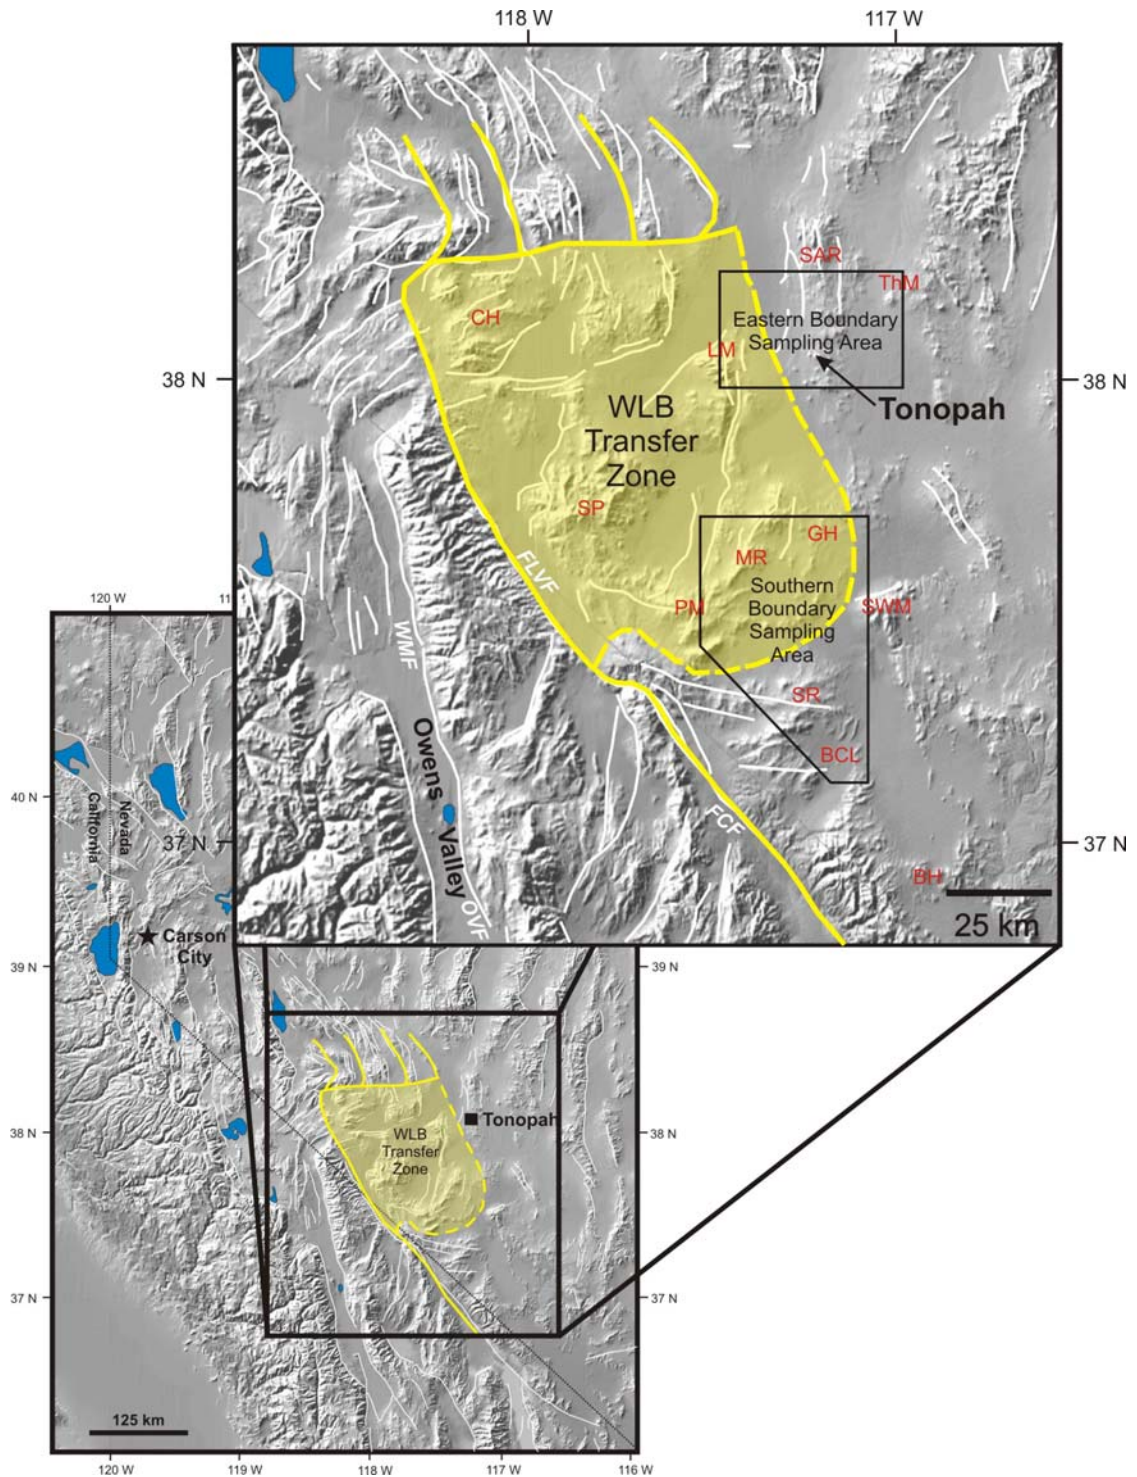 118 W
117 W
SAR
ThM
CH
Eastern Boundary
Sampling Area
LM
38 N
38 N
Tonopah
WLB
Transfer
Zone
SP
GH
MR
FLVF
Southern
Boundary
Sampling
Area
PM
SWM
WMF
120 W
11
SR
Owens
Valley
BCL
40 N
California
Nevada
37 N
FCF
37 N
BH
OVF
25 km
Carson
City
39 N
39 N
Tonopah
38 N
WLB
Transfer
Zone
38 N
37 N
37 N
125 km
120 W
119 W
118 W
117 W
116 W